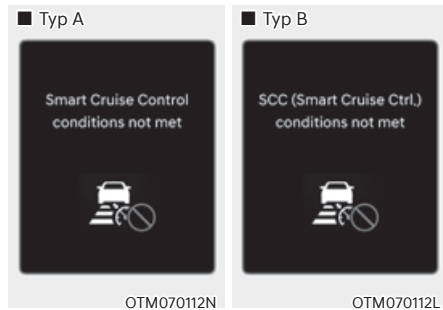 ■ Typ A
Smart Cruise Control
conditions not met
OTM070112N
■ Typ B
SCC (Smart Cruise Ctrl.)
conditions not met
OTM070112L